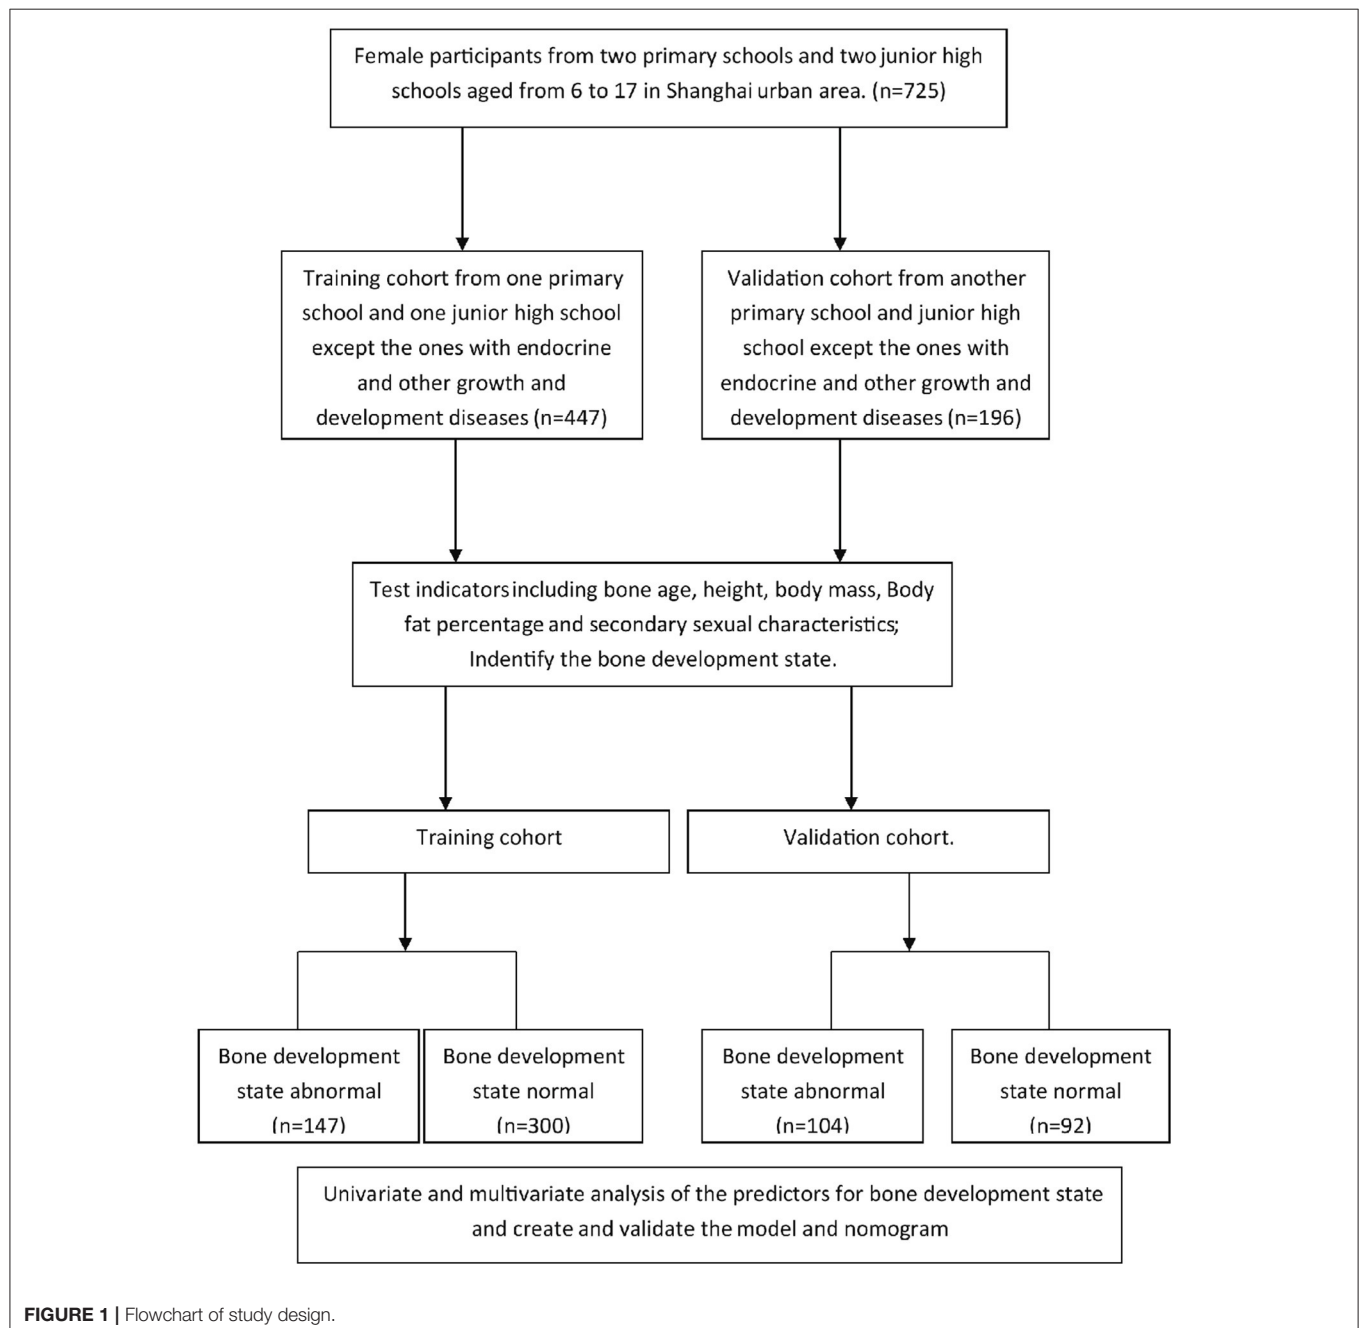 Female participants from two primary schools and two junior high
schools aged from 6 to 17 in Shanghai urban area. (n=725)
Training cohort from one primary
school and one junior high school
except the ones with endocrine
and other growth and
development diseases (n=447)
Validation cohort from another
primary school and junior high
school except the ones with
endocrine and other growth and
development diseases (n=196)
Test indicators including bone age, height, body mass, Body
fat percentage and secondary sexual characteristics;
Indentify the bone development state.
Training cohort
Validation cohort.
Bone development
state abnormal
(n=147)
Bone development
state normal
(n=300)
Bone development
state abnormal
(n=104)
Bone development
state normal
(n=92)
Univariate and multivariate analysis of the predictors for bone development state
and create and validate the model and nomogram
FIGURE 1 | Flowchart of study design.